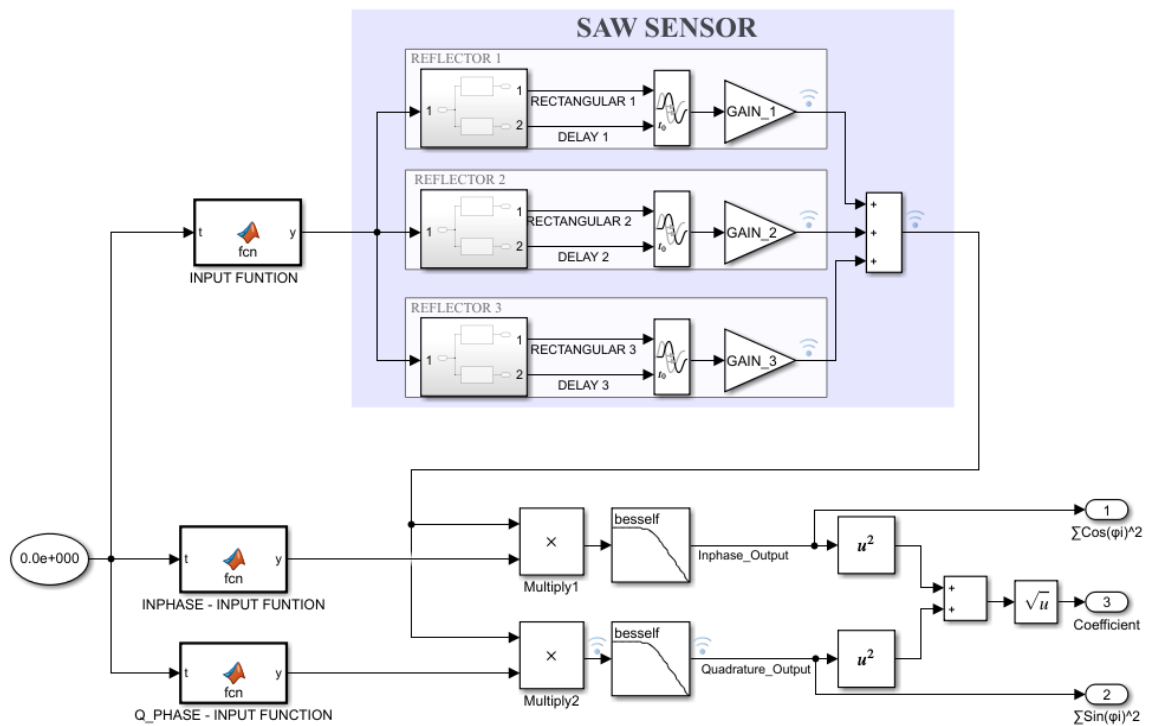 SAW SENSOR
REFLECTOR 1
1
1
RECTANGULAR 1
2
DELAY 1
t₀
GAIN_1
REFLECTOR 2
1
1
RECTANGULAR 2
2
DELAY 2
t₀
GAIN_2
+
+
+
t
fcn
y
INPUT FUNTION
REFLECTOR 3
1
1
RECTANGULAR 3
2
DELAY 3
t₀
GAIN_3
0.0e+000
t
fcn
y
INPHASE - INPUT FUNTION
×
Multiply1
besself
Inphase_Output
u²
1
∑Cos(φi)^2
+
+
√u
3
Coefficient
t
fcn
y
Q_PHASE - INPUT FUNCTION
×
Multiply2
besself
Quadrature_Output
u²
2
∑Sin(φi)^2